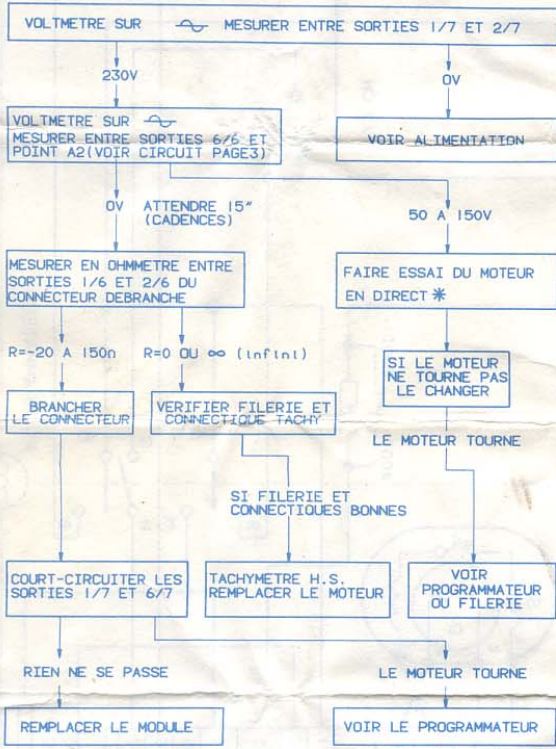 VOLTMETRE SUR MESURER ENTRE SORTIES 1/7 ET 2/7
230V
0V
VOLTMETRE SUR
MESURER ENTRE SORTIES 6/6 ET
POINT A2(VOIR CIRCUIT PAGE3)
VOIR ALIMENTATION
0V ATTENDRE 15"
(CADENCES)
50 A 150V
MESURER EN OHMMETRE ENTRE
SORTIES 1/6 ET 2/6 DU
CONNECTEUR DEBRANCHE
FAIRE ESSAI DU MOTEUR
EN DIRECT *
R=-20 A 150Ω
R=0 OU ∞ (infini)
SI LE MOTEUR
NE TOURNE PAS
LE CHANGER
BRANCHER
LE CONNECTEUR
VERIFIER FILERIE ET
CONNECTIQUE TACHY
LE MOTEUR TOURNE
SI FILERIE ET
CONNECTIQUES BONNES
COURT-CIRCUITER LES
SORTIES 1/7 ET 6/7
TACHYMETRE H.S.
REMPLACER LE MOTEUR
VOIR
PROGRAMMATEUR
OU FILERIE
RIEN NE SE PASSE
LE MOTEUR TOURNE
REMPLACER LE MODULE
VOIR LE PROGRAMMATEUR